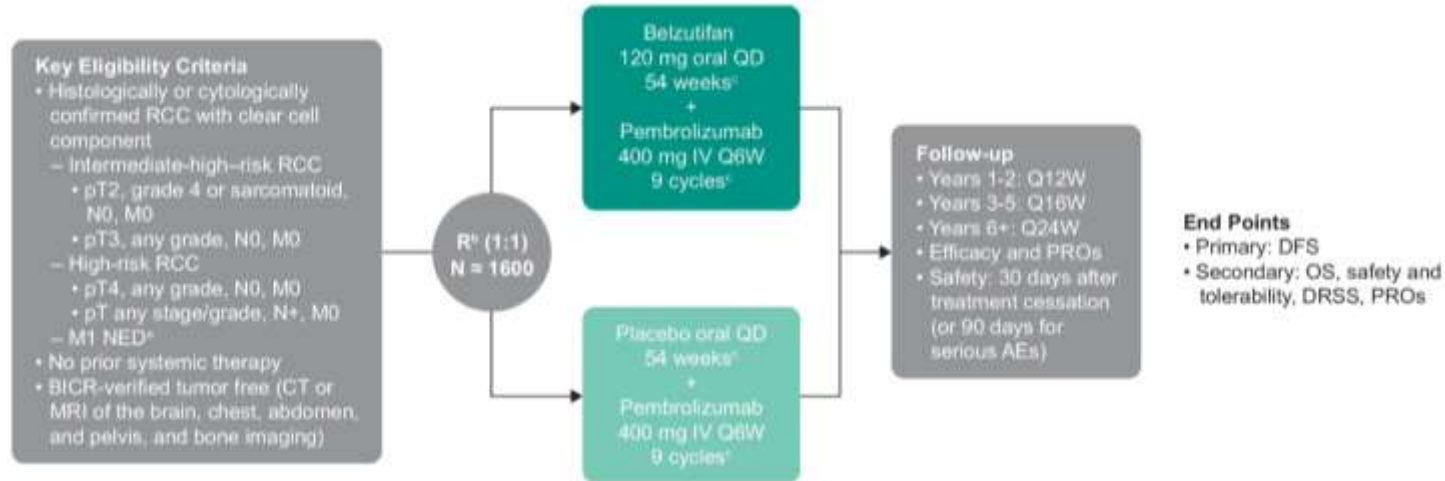 Key Eligibility Criteria
• Histologically or cytologically
confirmed RCC with clear cell
component
– Intermediate-high–risk RCC
• pT2, grade 4 or sarcomatoid,
N0, M0
• pT3, any grade, N0, M0
– High-risk RCC
• pT4, any grade, N0, M0
• pT any stage/grade, N+, M0
– M1 NEDᵃ
• No prior systemic therapy
• BICR-verified tumor free (CT or
MRI of the brain, chest, abdomen,
and pelvis, and bone imaging)
Rᵇ (1:1)
N = 1600
Belzutifan
120 mg oral QD
54 weeksᶜ
+
Pembrolizumab
400 mg IV Q6W
9 cyclesᶜ
Placebo oral QD
54 weeksᶜ
+
Pembrolizumab
400 mg IV Q6W
9 cyclesᶜ
Follow-up
• Years 1-2: Q12W
• Years 3-5: Q16W
• Years 6+: Q24W
• Efficacy and PROs
• Safety: 30 days after
treatment cessation
(or 90 days for
serious AEs)
End Points
• Primary: DFS
• Secondary: OS, safety and
tolerability, DRSS, PROs